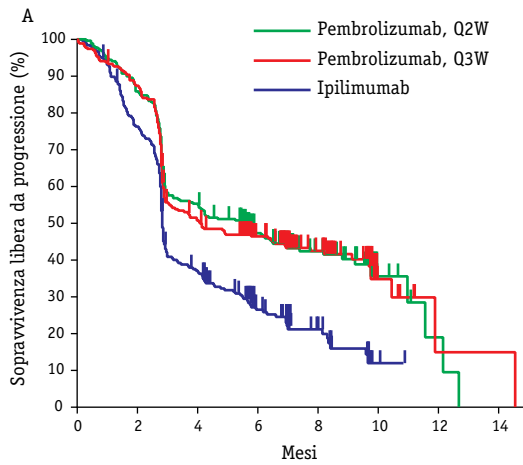 A
Pembrolizumab, Q2W
Pembrolizumab, Q3W
Ipilimumab
Sopravvivenza libera da progressione (%)
100
90
80
70
60
50
40
30
20
10
0
0 2 4 6 8 10 12 14
Mesi